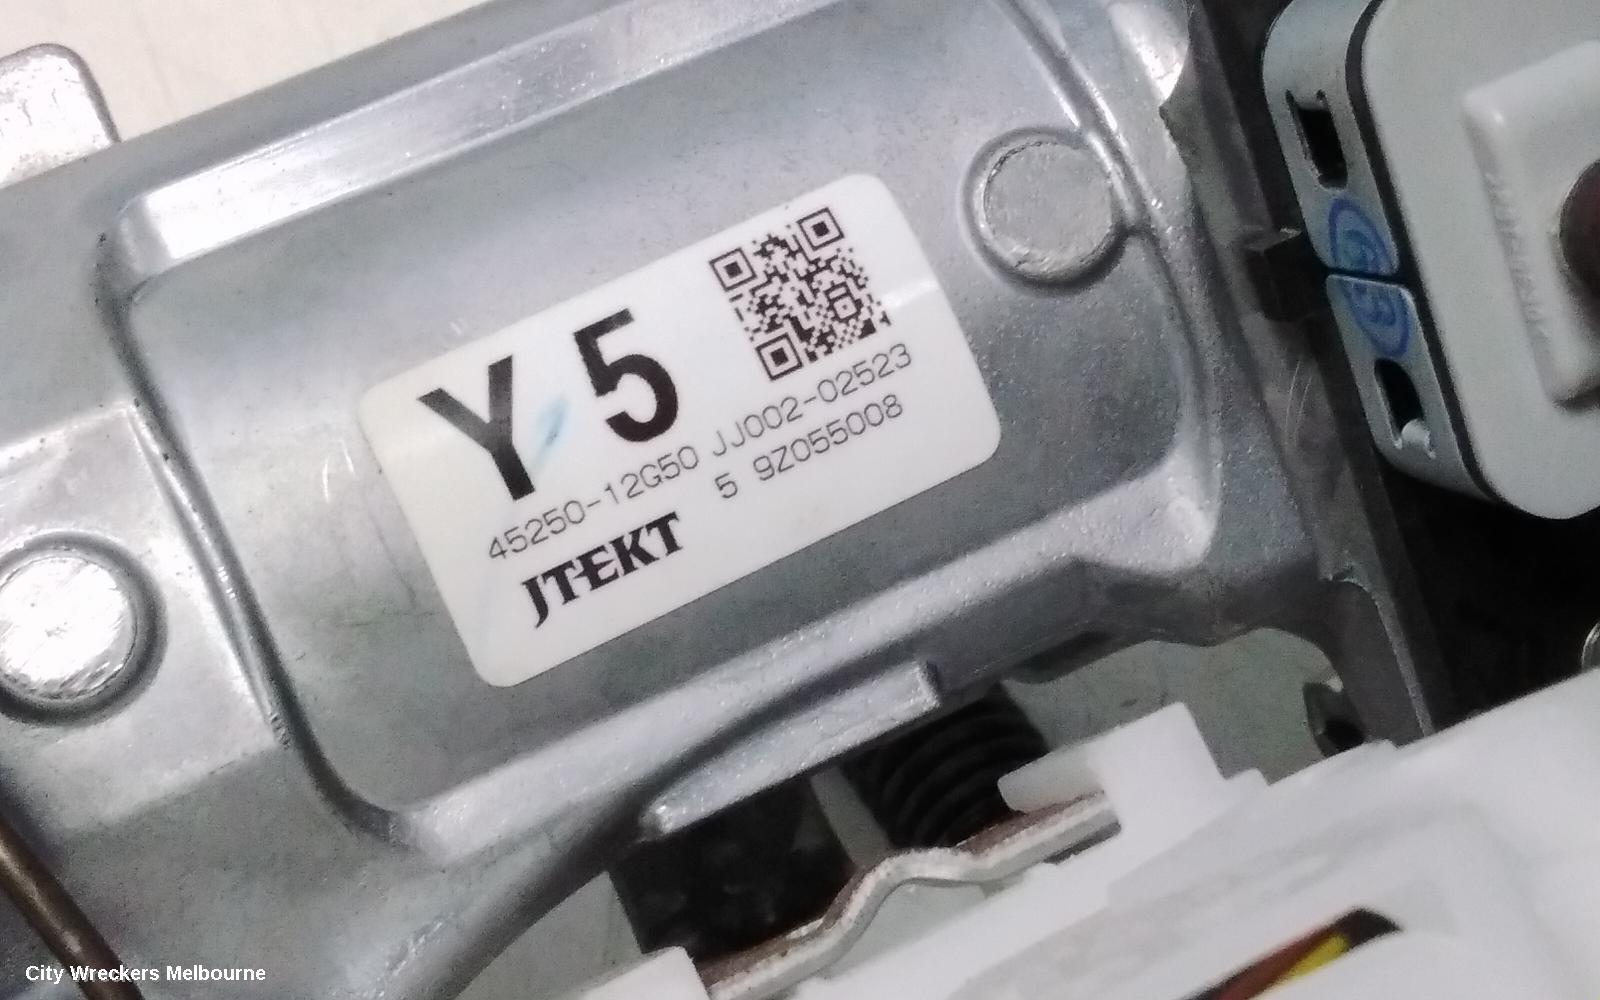 Y 5
45250-12G50 JJ002-02523
JTEKT 5 9Z055008
City Wreckers Melbourne